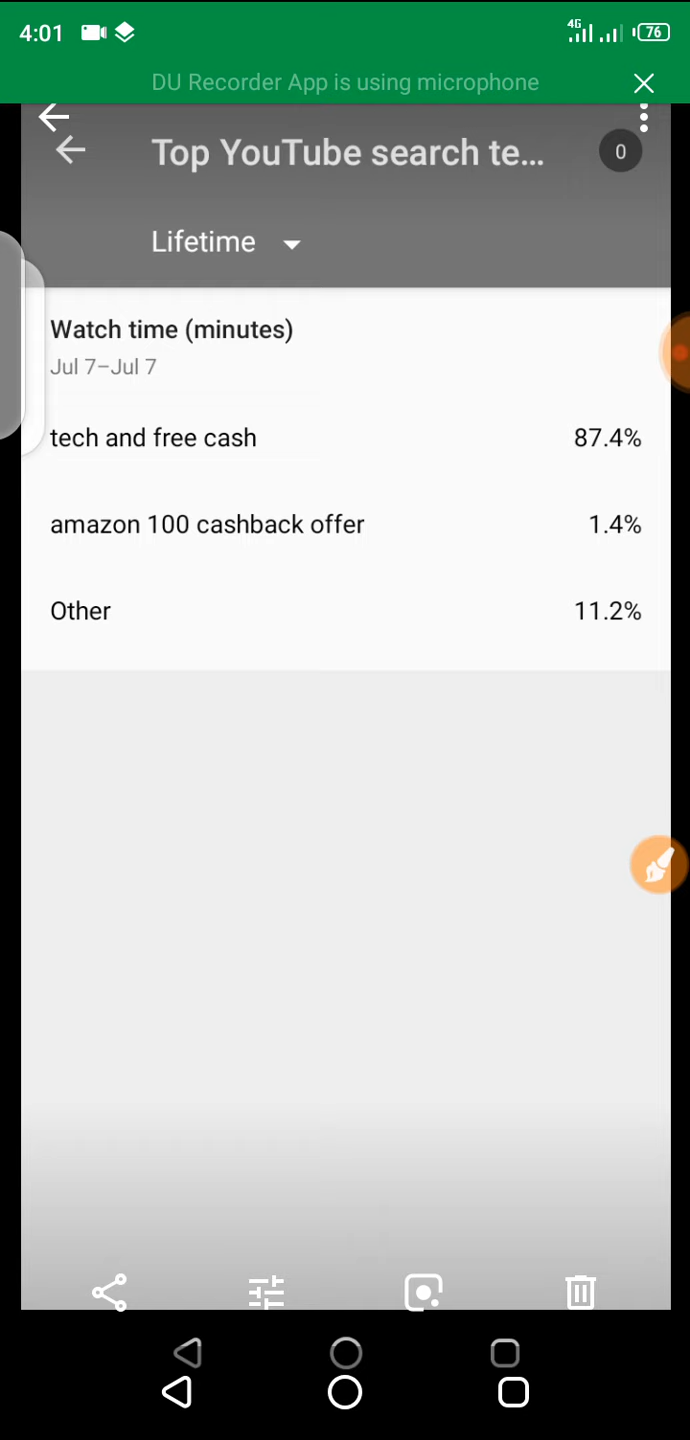 4:01
4G
76
DU Recorder App is using microphone
Top YouTube search te...
0
Lifetime
Watch time (minutes)
Jul 7–Jul 7
tech and free cash 87.4%
amazon 100 cashback offer 1.4%
Other 11.2%